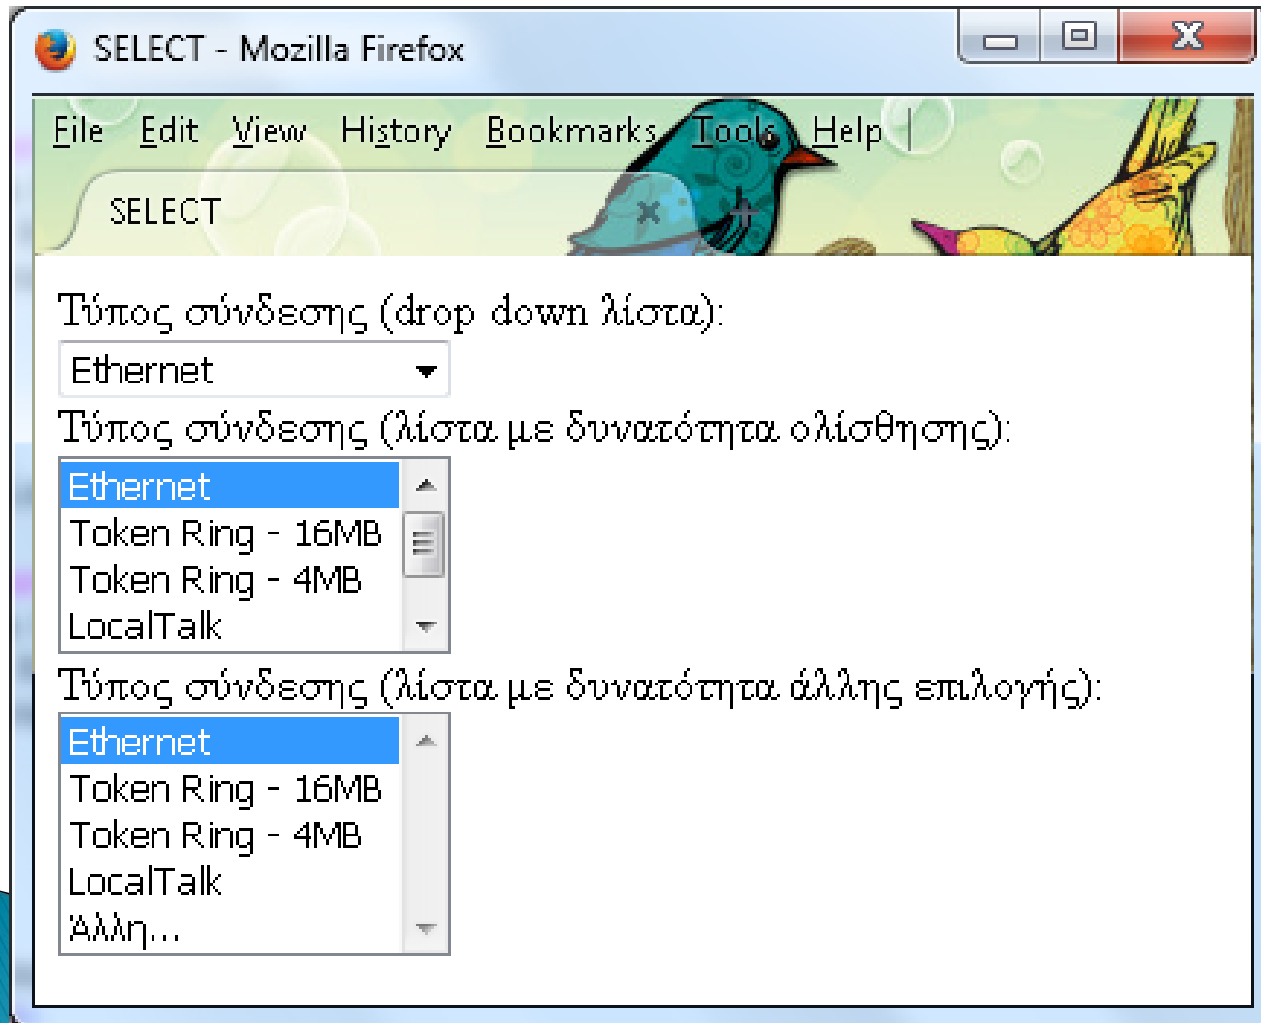 SELECT - Mozilla Firefox
File Edit View History Bookmarks Tools Help
SELECT
Τύπος σύνδεσης (drop down λίστα):
Ethernet
Τύπος σύνδεσης (λίστα με δυνατότητα ολίσθησης):
Ethernet
Token Ring - 16MB
Token Ring - 4MB
LocalTalk
Τύπος σύνδεσης (λίστα με δυνατότητα άλλης επιλογής):
Ethernet
Token Ring - 16MB
Token Ring - 4MB
LocalTalk
Άλλη...